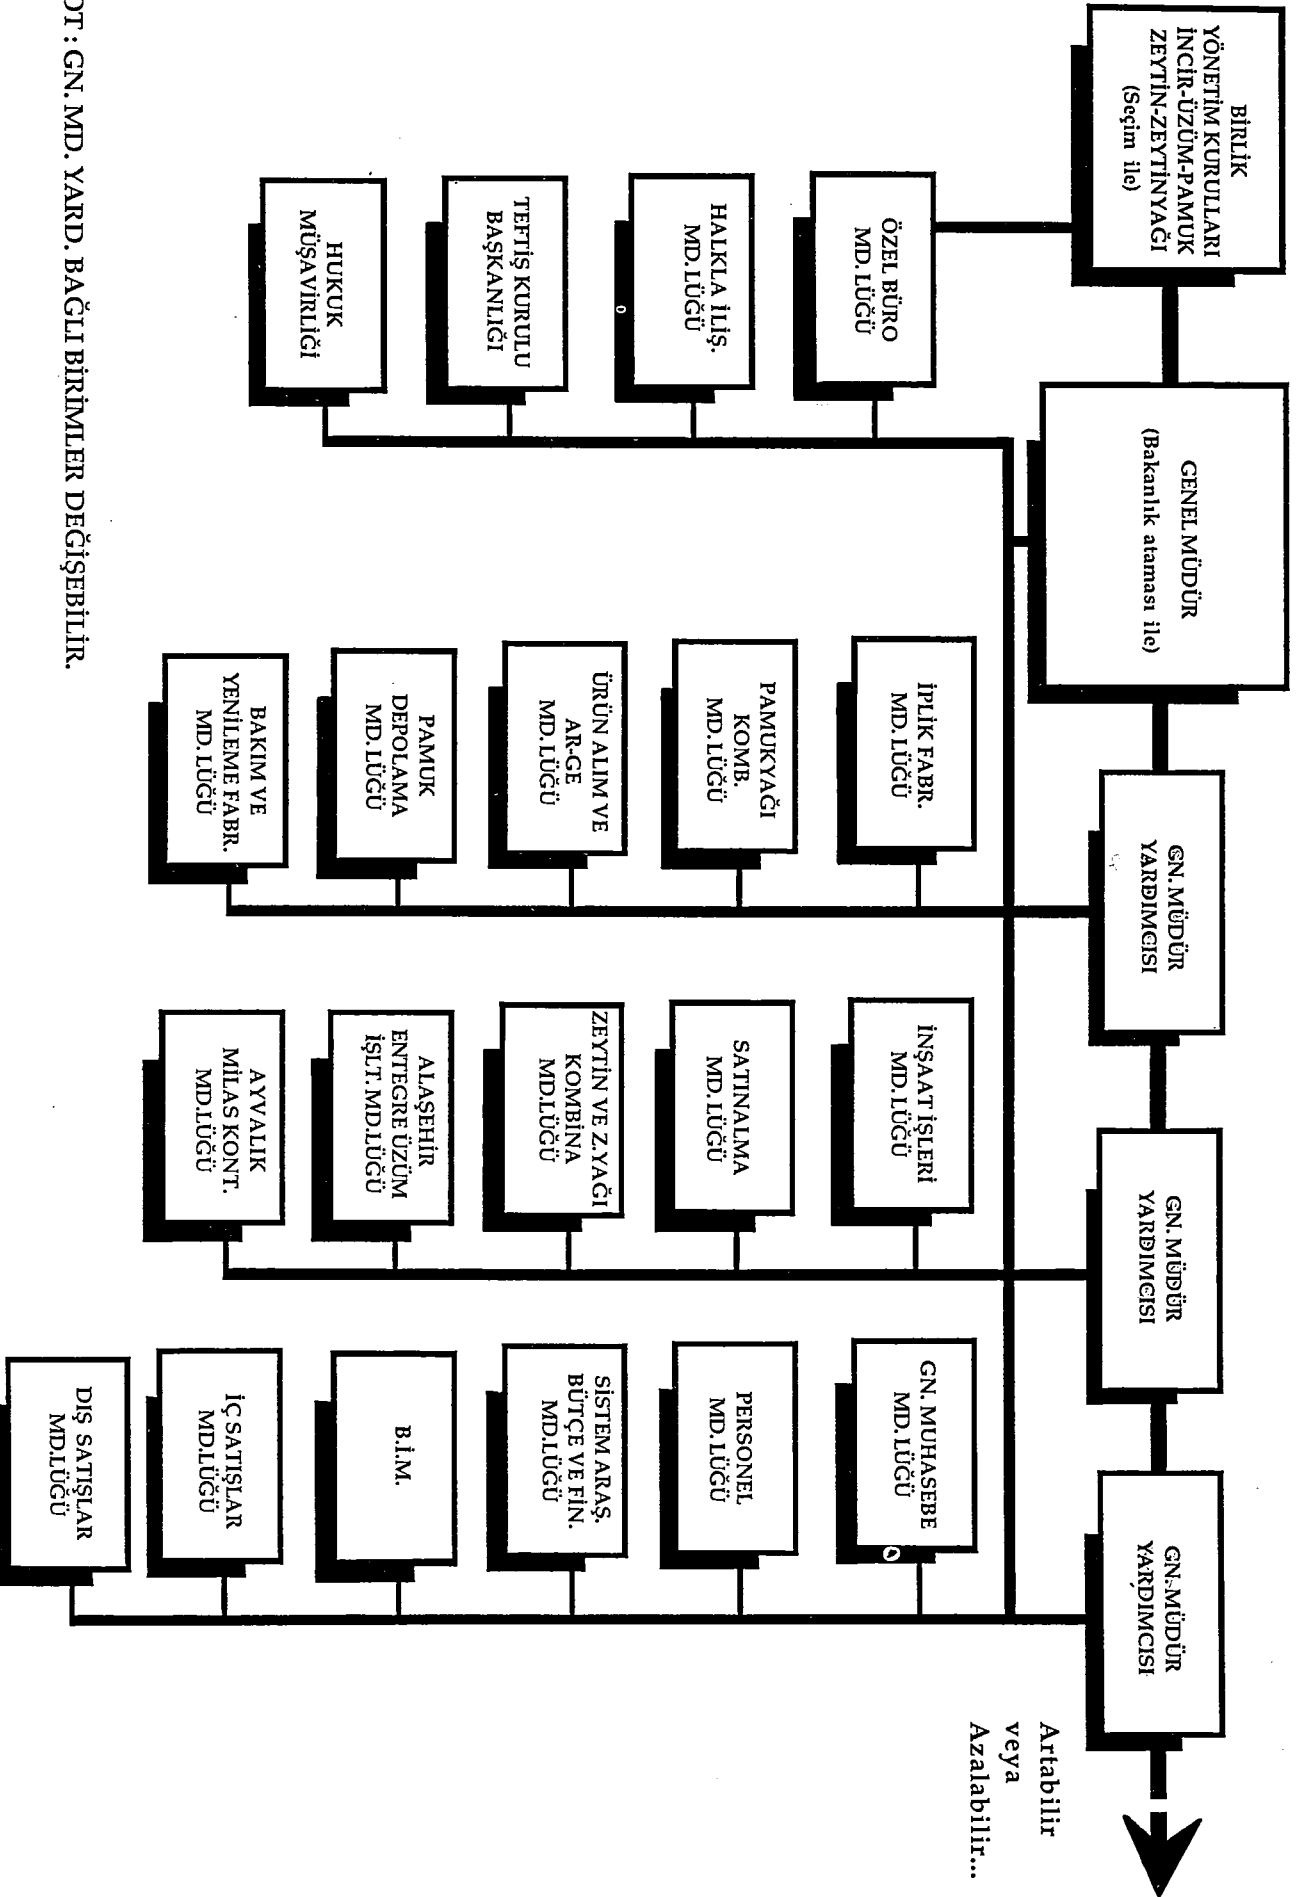 BİRLİK
YÖNETİM KURULLARI
İNCİR-ÜZÜM-PAMUK
ZEYTİN-ZEYTİNYAĞI
(Seçim ile)
GENEL MÜDÜR
(Bakanlık ataması ile)
GN. MÜDÜR
YARDIMCISI
GN. MÜDÜR
YARDIMCISI
GN. MÜDÜR
YARDIMCISI
Artabilir
veya
Azalabilir...
ÖZEL BÜRO
MD. LÜĞÜ
HALKLA İLİŞ.
MD. LÜĞÜ
TEFTİŞ KURULU
BAŞKANLIĞI
HUKUK
MÜŞAVİRLİĞİ
İPLİK FABR.
MD. LÜĞÜ
PAMUKYAĞI
KOMB.
MD. LÜĞÜ
ÜRÜN ALIM VE
AR-GE
MD. LÜĞÜ
PAMUK
DEPOLAMA
MD. LÜĞÜ
BAKIM VE
YENİLEME FABR.
MD. LÜĞÜ
İNŞAAT İŞLERİ
MD. LÜĞÜ
SATINALMA
MD. LÜĞÜ
ZEYTİN VE Z.YAĞI
KOMBİNA
MD.LÜĞÜ
ALAŞEHİR
ENTEGRE ÜZÜM
İŞLT. MD.LÜĞÜ
AYVALIK
MİLAS KONT.
MD.LÜĞÜ
GN. MUHASEBE
MD. LÜĞÜ
PERSONEL
MD. LÜĞÜ
SİSTEM ARAŞ.
BÜTÇE VE FİN.
MD.LÜĞÜ
B.İ.M.
İÇ SATIŞLAR
MD.LÜĞÜ
DIŞ SATIŞLAR
MD.LÜĞÜ
OT : GN. MD. YARD. BAĞLI BİRİMLER DEĞİŞEBİLİR.